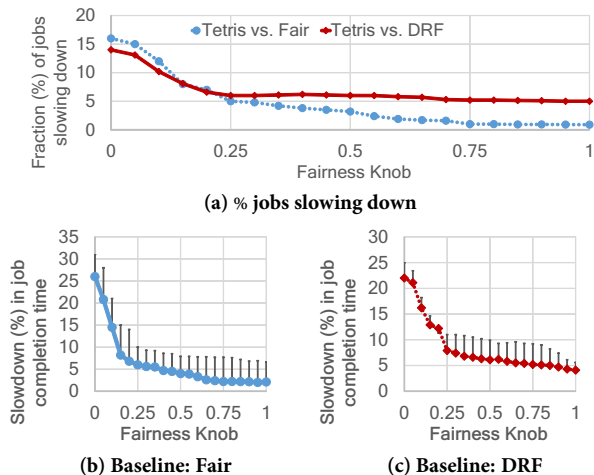 Tetris vs. Fair
Tetris vs. DRF
Fraction (%) of jobs
slowing down
20
15
10
5
0
0
0.25
0.5
0.75
1
Fairness Knob
(a) % jobs slowing down
Slowdown (%) in job
completion time
35
30
25
20
15
10
5
0
0
0.25
0.5
0.75
1
Fairness Knob
(b) Baseline: Fair
Slowdown (%) in job
completion time
30
25
20
15
10
5
0
0
0.25
0.5
0.75
1
Fairness Knob
(c) Baseline: DRF